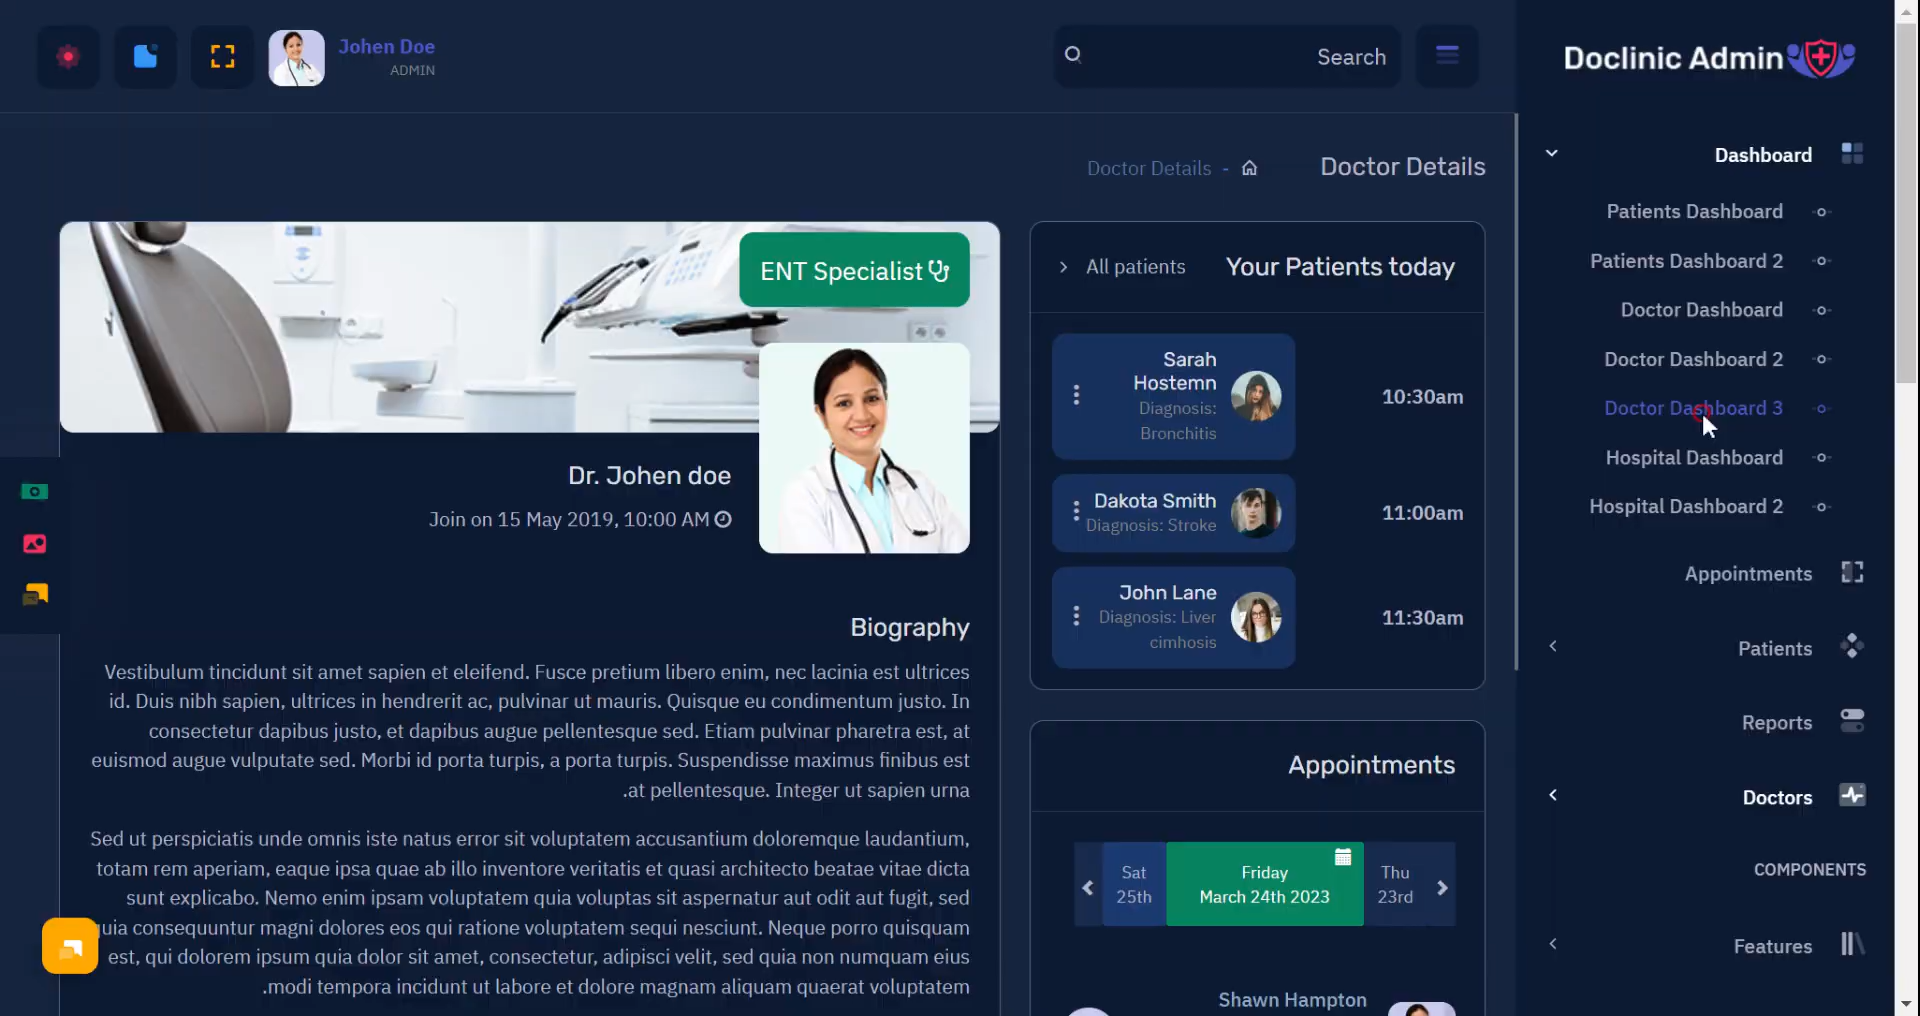 Johen Doe
ADMIN
Search
Doclinic Admin
Doctor Details -
Doctor Details
ENT Specialist
Dr. Johen doe
Join on 15 May 2019, 10:00 AM
Biography
Vestibulum tincidunt sit amet sapien et eleifend. Fusce pretium libero enim, nec lacinia est ultrices
id. Duis nibh sapien, ultrices in hendrerit ac, pulvinar ut mauris. Quisque eu condimentum justo. In
consectetur dapibus justo, et dapibus augue pellentesque sed. Etiam pulvinar pharetra est, at
euismod augue vulputate sed. Morbi id porta turpis, a porta turpis. Suspendisse maximus finibus est
.at pellentesque. Integer ut sapien urna
Sed ut perspiciatis unde omnis iste natus error sit voluptatem accusantium doloremque laudantium,
totam rem aperiam, eaque ipsa quae ab illo inventore veritatis et quasi architecto beatae vitae dicta
sunt explicabo. Nemo enim ipsam voluptatem quia voluptas sit aspernatur aut odit aut fugit, sed
uia consequuntur magni dolores eos qui ratione voluptatem sequi nesciunt. Neque porro quisquam
est, qui dolorem ipsum quia dolor sit amet, consectetur, adipisci velit, sed quia non numquam eius
.modi tempora incidunt ut labore et dolore magnam aliquam quaerat voluptatem
All patients
Your Patients today
Sarah
Hostemn
Diagnosis:
Bronchitis
10:30am
Dakota Smith
Diagnosis: Stroke
11:00am
John Lane
Diagnosis: Liver
cimhosis
11:30am
Appointments
Sat
25th
Friday
March 24th 2023
Thu
23rd
Shawn Hampton
Dashboard
Patients Dashboard
Patients Dashboard 2
Doctor Dashboard
Doctor Dashboard 2
Doctor Dashboard 3
Hospital Dashboard
Hospital Dashboard 2
Appointments
Patients
Reports
Doctors
COMPONENTS
Features